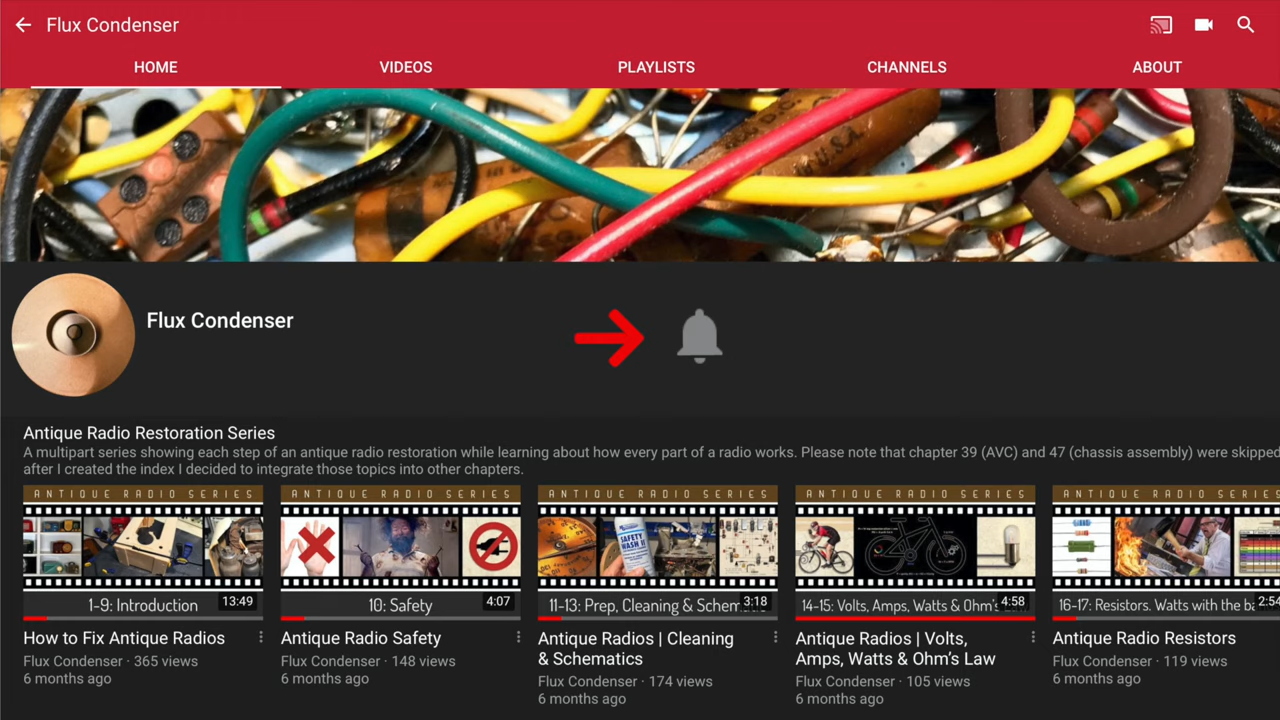 Flux Condenser
HOME VIDEOS PLAYLISTS CHANNELS ABOUT
U.S.A.
Flux Condenser
Antique Radio Restoration Series
A multipart series showing each step of an antique radio restoration while learning about how every part of a radio works. Please note that chapter 39 (AVC) and 47 (chassis assembly) were skipped
after I created the index I decided to integrate those topics into other chapters.
ANTIQUE RADIO SERIES
1-9: Introduction
13:49
How to Fix Antique Radios
Flux Condenser · 365 views
6 months ago
ANTIQUE RADIO SERIES
10: Safety
4:07
Antique Radio Safety
Flux Condenser · 148 views
6 months ago
ANTIQUE RADIO SERIES
SAFETY WASH II
11-13: Prep, Cleaning & Schem
3:18
Antique Radios | Cleaning
& Schematics
Flux Condenser · 174 views
6 months ago
ANTIQUE RADIO SERIES
14-15: Volts, Amps, Watts & Ohm's
4:58
Antique Radios | Volts,
Amps, Watts & Ohm's Law
Flux Condenser · 105 views
6 months ago
ANTIQUE RADIO SERIES
16-17: Resistors. Watts with the ba
2:54
Antique Radio Resistors
Flux Condenser · 119 views
6 months ago